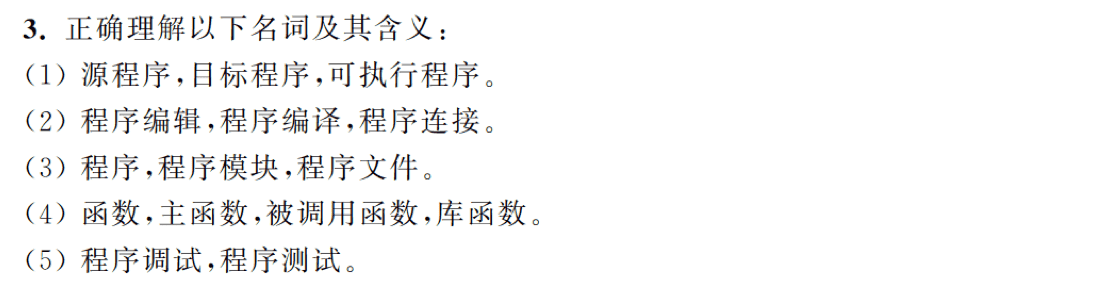 3. 正确理解以下名词及其含义：
（1）源程序，目标程序，可执行程序。
（2）程序编辑，程序编译，程序连接。
（3）程序，程序模块，程序文件。
（4）函数，主函数，被调用函数，库函数。
（5）程序调试，程序测试。